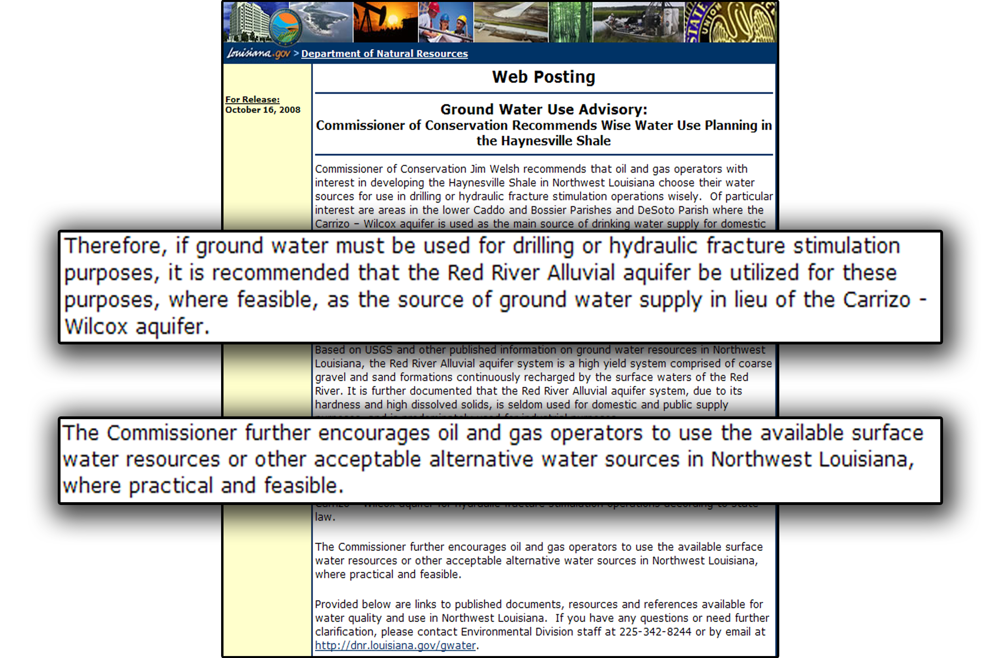 STATE
UNION
Louisiana.gov > Department of Natural Resources
Web Posting
For Release:
October 16, 2008
Ground Water Use Advisory:
Commissioner of Conservation Recommends Wise Water Use Planning in
the Haynesville Shale
Commissioner of Conservation Jim Welsh recommends that oil and gas operators with
interest in developing the Haynesville Shale in Northwest Louisiana choose their water
sources for use in drilling or hydraulic fracture stimulation operations wisely.  Of particular
interest are areas in the lower Caddo and Bossier Parishes and DeSoto Parish where the
Carrizo – Wilcox aquifer is used as the main source of drinking water supply for domestic
Therefore, if ground water must be used for drilling or hydraulic fracture stimulation
purposes, it is recommended that the Red River Alluvial aquifer be utilized for these
purposes, where feasible, as the source of ground water supply in lieu of the Carrizo -
Wilcox aquifer.
Based on USGS and other published information on ground water resources in Northwest
Louisiana, the Red River Alluvial aquifer system is a high yield system comprised of coarse
gravel and sand formations continuously recharged by the surface waters of the Red
River. It is further documented that the Red River Alluvial aquifer system, due to its
hardness and high dissolved solids, is seldom used for domestic and public supply
The Commissioner further encourages oil and gas operators to use the available surface
water resources or other acceptable alternative water sources in Northwest Louisiana,
where practical and feasible.
Carrizo – Wilcox aquifer for hydraulic fracture stimulation operations according to state
law.
The Commissioner further encourages oil and gas operators to use the available surface
water resources or other acceptable alternative water sources in Northwest Louisiana,
where practical and feasible.
Provided below are links to published documents, resources and references available for
water quality and use in Northwest Louisiana.  If you have any questions or need further
clarification, please contact Environmental Division staff at 225-342-8244 or by email at
http://dnr.louisiana.gov/gwater.